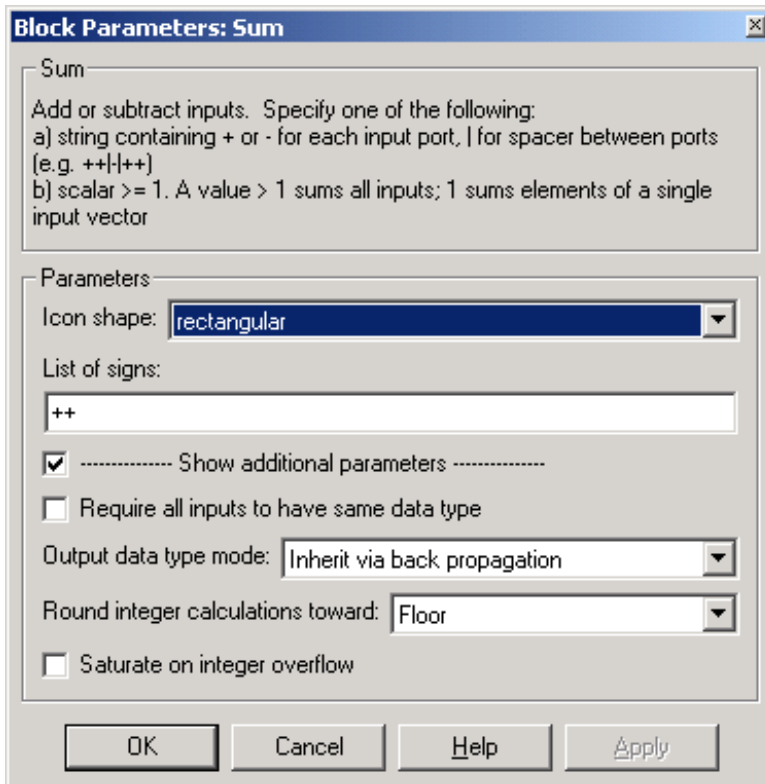 Block Parameters: Sum
Sum
Add or subtract inputs.  Specify one of the following:
a) string containing + or - for each input port, | for spacer between ports
(e.g. ++|-|++)
b) scalar >= 1. A value > 1 sums all inputs; 1 sums elements of a single
input vector
Parameters
Icon shape: rectangular
List of signs:
++
--------------- Show additional parameters ---------------
Require all inputs to have same data type
Output data type mode: Inherit via back propagation
Round integer calculations toward: Floor
Saturate on integer overflow
OK Cancel Help Apply